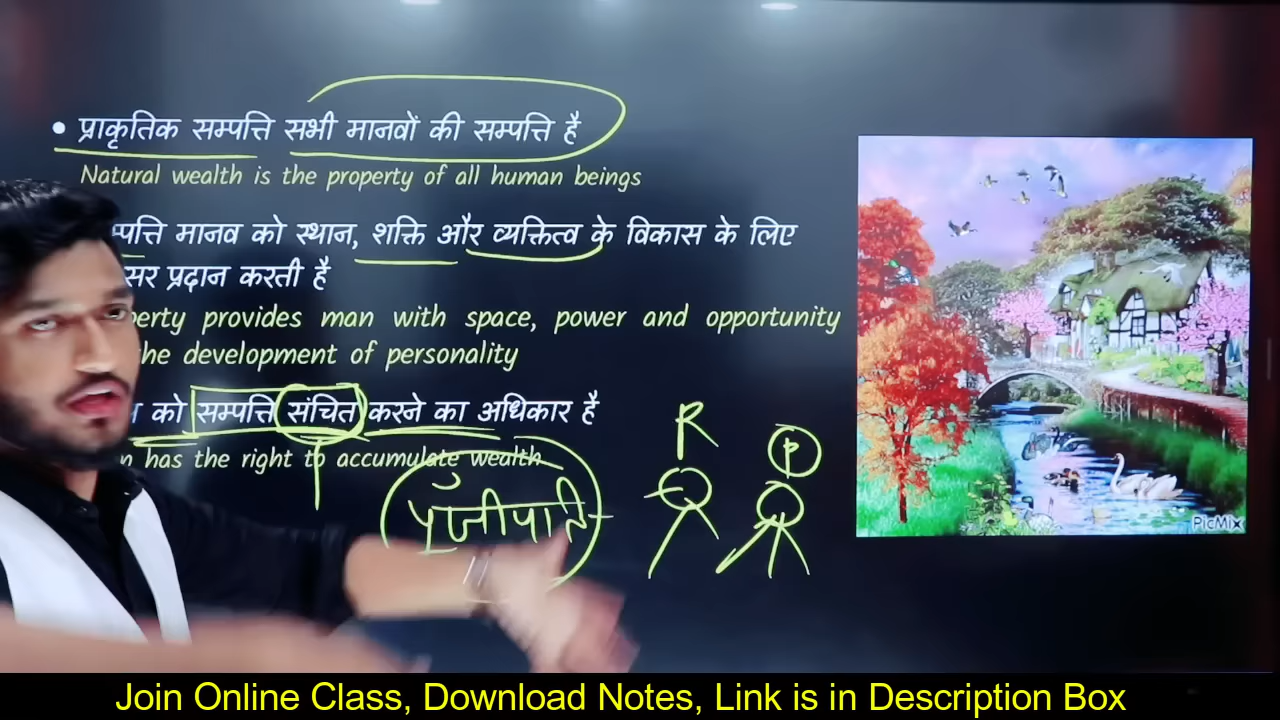 • प्राकृतिक सम्पत्ति सभी मानवों की सम्पत्ति है
Natural wealth is the property of all human beings
म्पत्ति मानव को स्थान, शक्ति और व्यक्तित्व के विकास के लिए
सर प्रदान करती है
perty provides man with space, power and opportunity
the development of personality
को सम्पत्ति संचित करने का अधिकार है
n has the right to accumulate wealth
R
P
पूंजीपति
PicMix
Join Online Class, Download Notes, Link is in Description Box